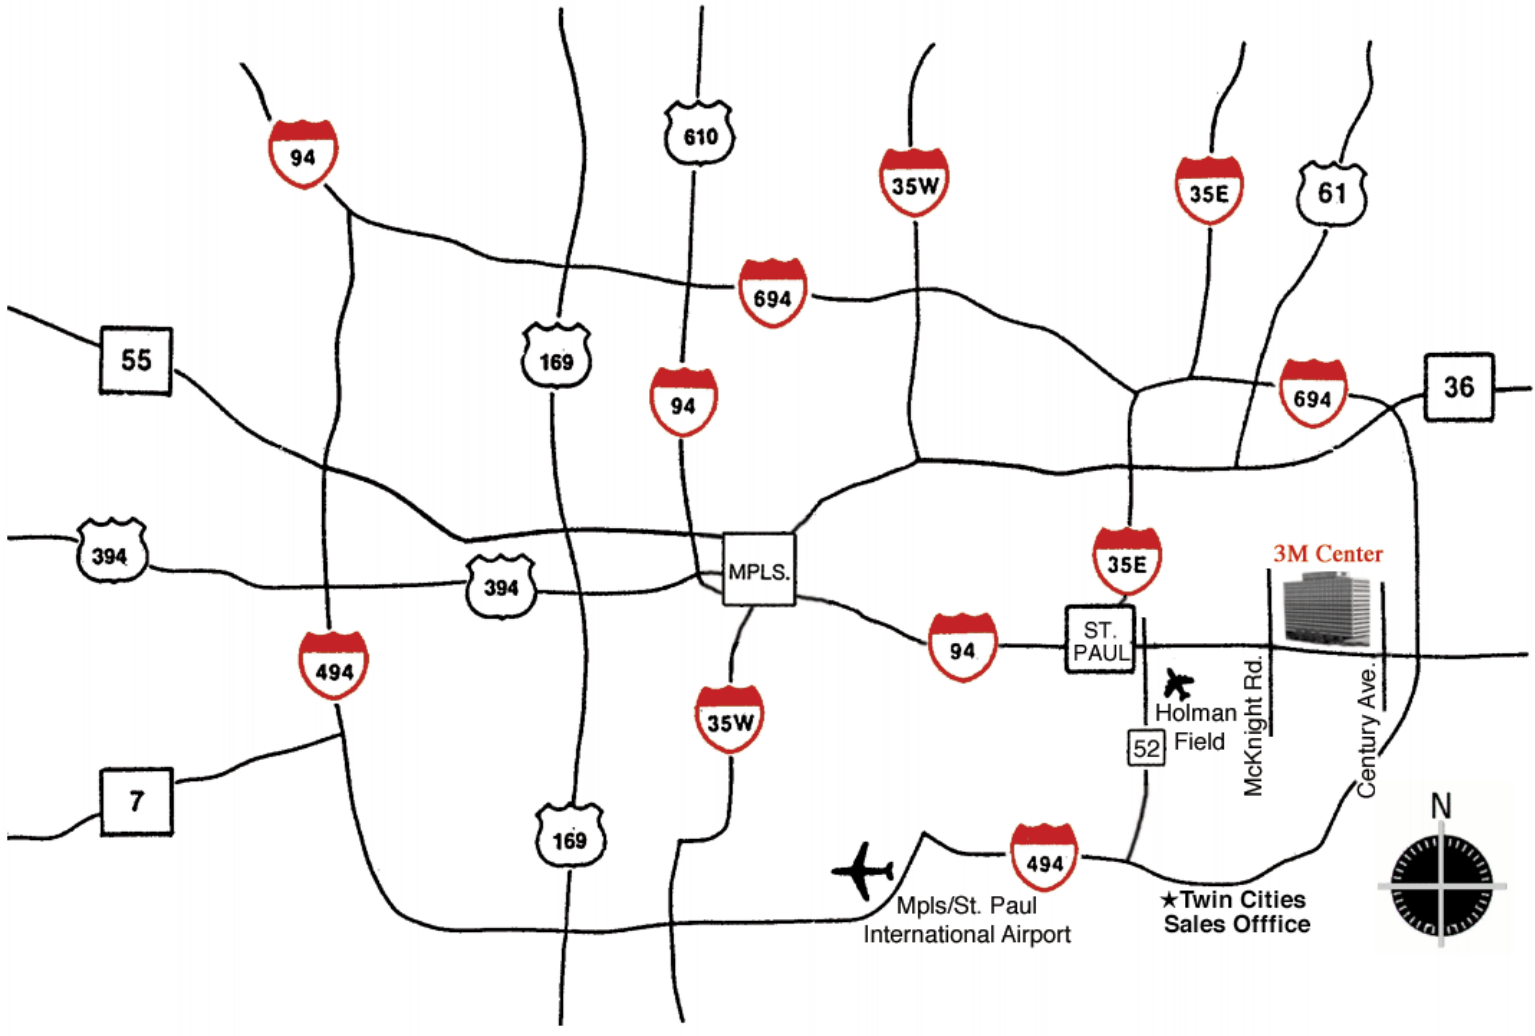 94
610
35W
35E
61
694
55
169
94
694
36
394
394
MPLS.
35E
3M Center
494
35W
94
ST.
PAUL
McKnight Rd.
Century Ave.
Holman
Field
52
7
169
494
N
Mpls/St. Paul
International Airport
★Twin Cities
Sales Offfice